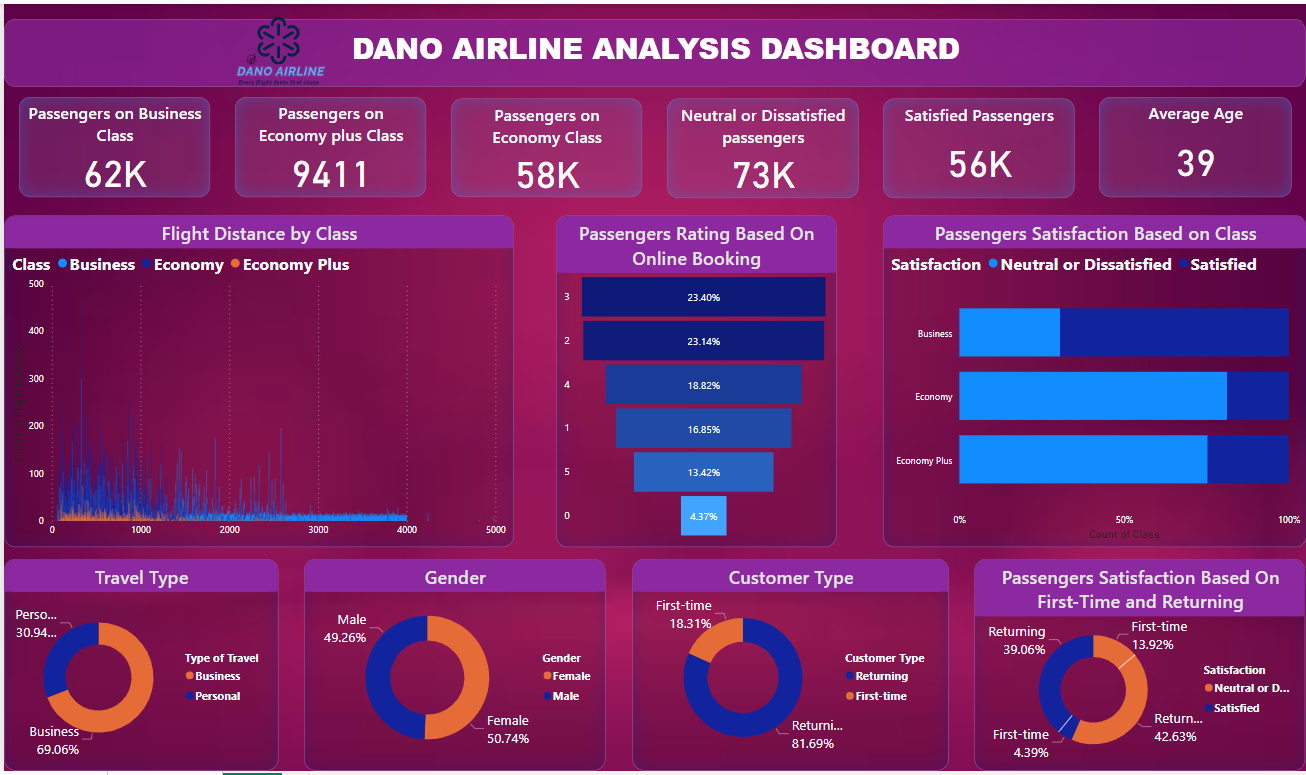 DANO AIRLINE
Every flight feels first class
DANO AIRLINE ANALYSIS DASHBOARD
Passengers on Business
Class
62K
Passengers on
Economy plus Class
9411
Passengers on
Economy Class
58K
Neutral or Dissatisfied
passengers
73K
Satisfied Passengers
56K
Average Age
39
Flight Distance by Class
Class Business Economy Economy Plus
500
400
300
200
100
0
0 1000 2000 3000 4000 5000
Passengers Rating Based On
Online Booking
3 23.40%
2 23.14%
4 18.82%
1 16.85%
5 13.42%
0 4.37%
Passengers Satisfaction Based on Class
Satisfaction Neutral or Dissatisfied Satisfied
Business
Economy
Economy Plus
0% 50% 100%
Count of Class
Travel Type
Perso...
30.94...
Business
69.06%
Type of Travel
Business
Personal
Gender
Male
49.26%
Female
50.74%
Gender
Female
Male
Customer Type
First-time
18.31%
Returni...
81.69%
Customer Type
Returning
First-time
Passengers Satisfaction Based On
First-Time and Returning
Returning
39.06%
First-time
13.92%
First-time
4.39%
Return...
42.63%
Satisfaction
Neutral or D...
Satisfied